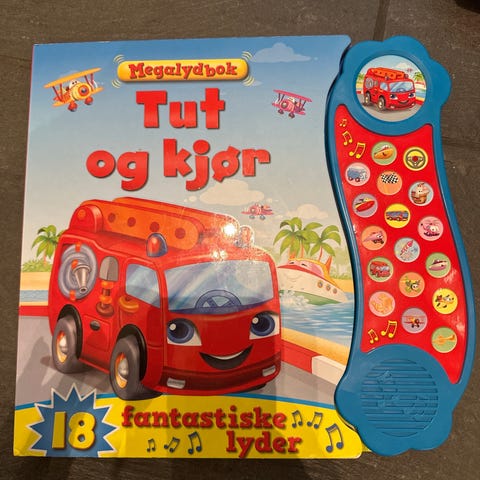 Megalydbok
Tut
og kjør
18
fantastiske
lyder